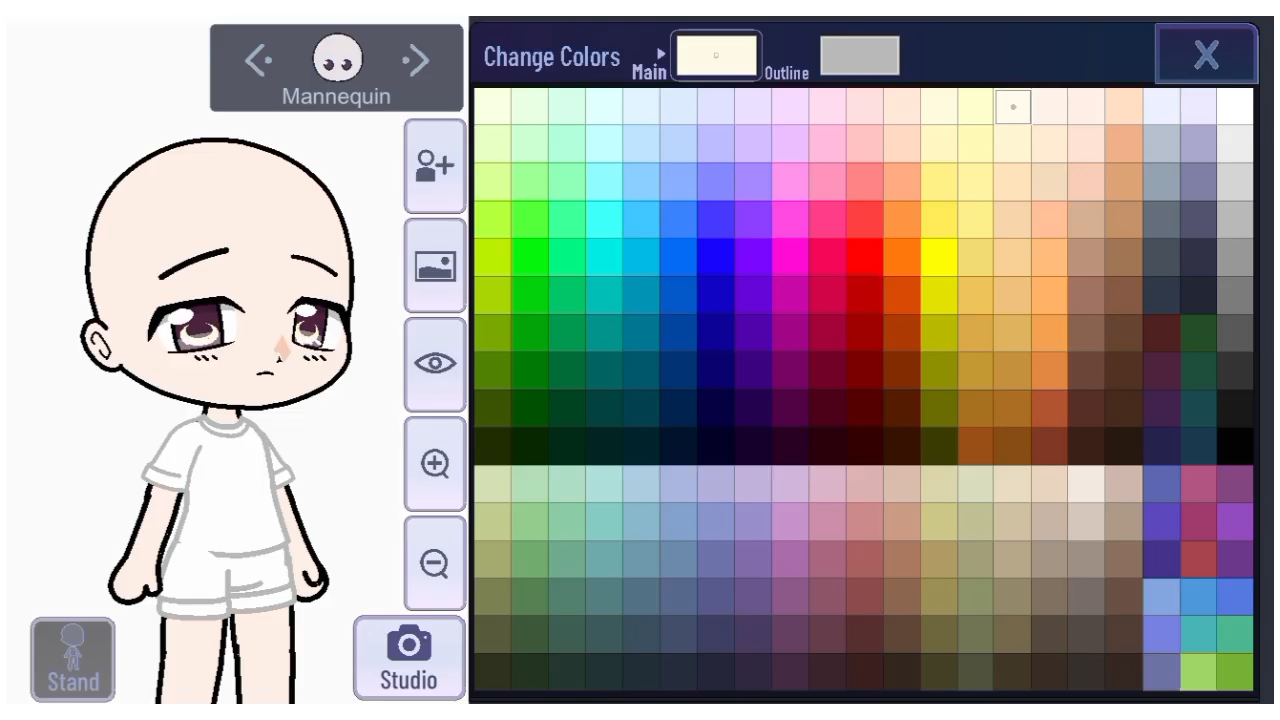 Mannequin
Change Colors
Main
Outline
X
Stand
Studio